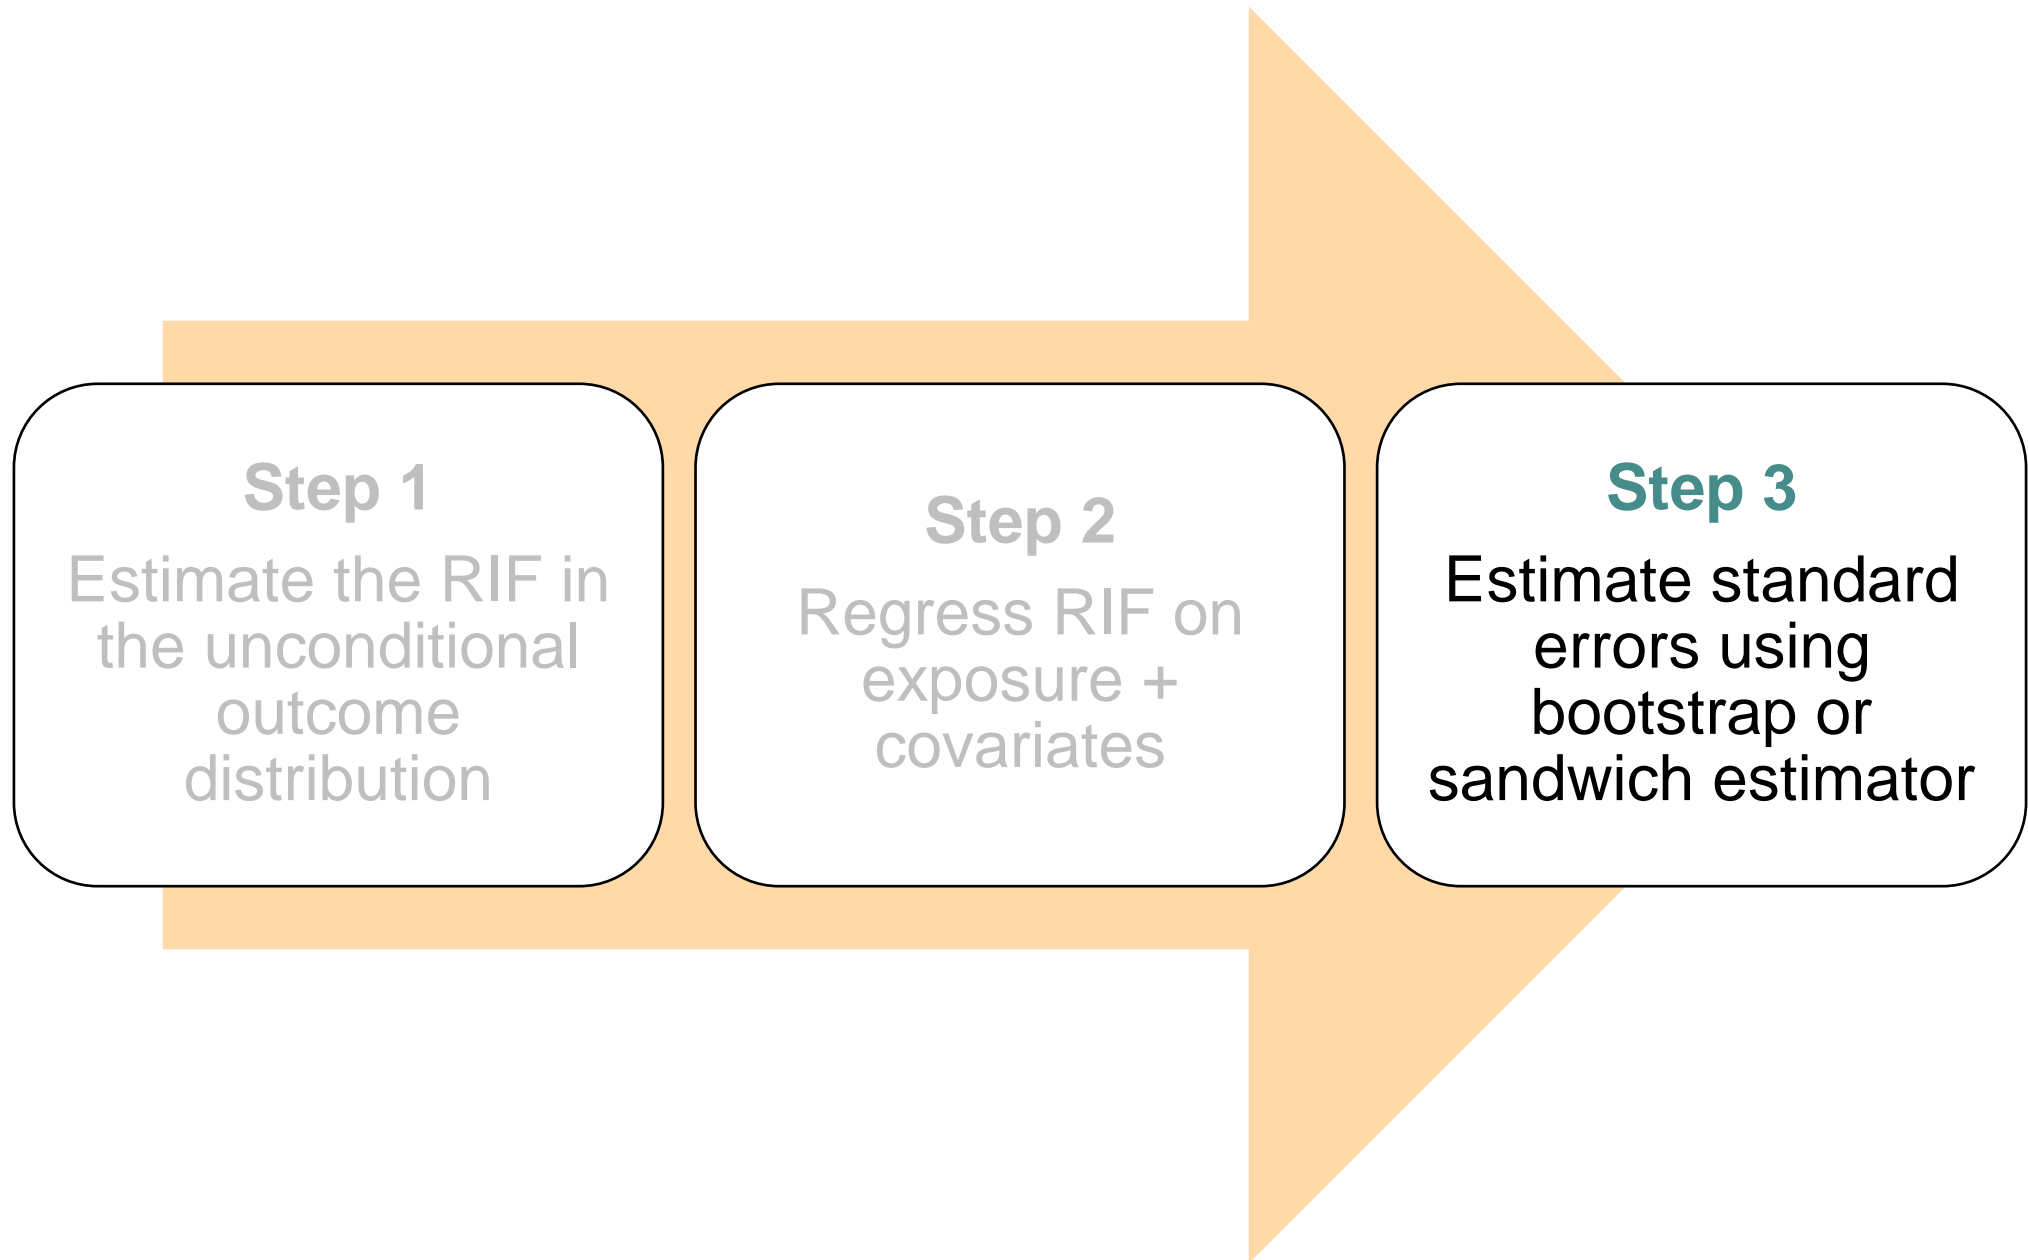 Step 1
Estimate the RIF in
the unconditional
outcome
distribution
Step 2
Regress RIF on
exposure +
covariates
Step 3
Estimate standard
errors using
bootstrap or
sandwich estimator